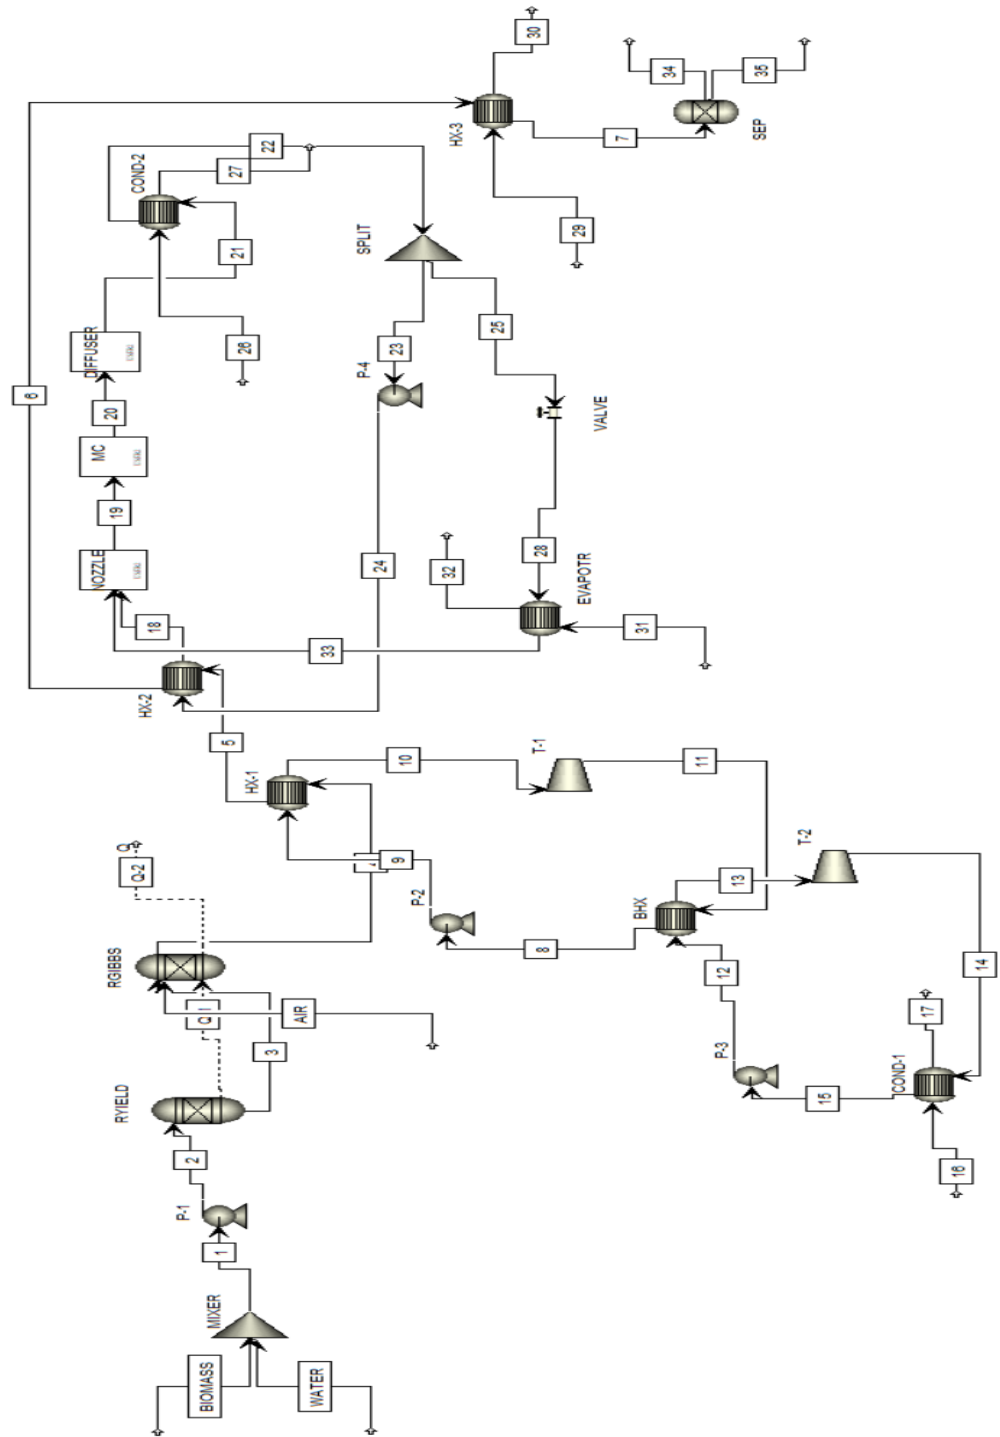 6
NOZZLE
MC
DIFFUSER
19
20
RYIELD
RGIBBS
Q-2
Q
COND-2
HX-2
18
P-1
2
BIOMASS
MIXER
1
5
26
21
27
HX-1
22
3
AIR
WATER
33
P-4
SPLIT
24
23
9
10
P-2
32
HX-3
25
30
T-1
28
8
29
EVAPOTR
VALVE
7
BHX
31
34
11
P-3
12
13
SEP
35
T-2
15
COND-1
17
16
14